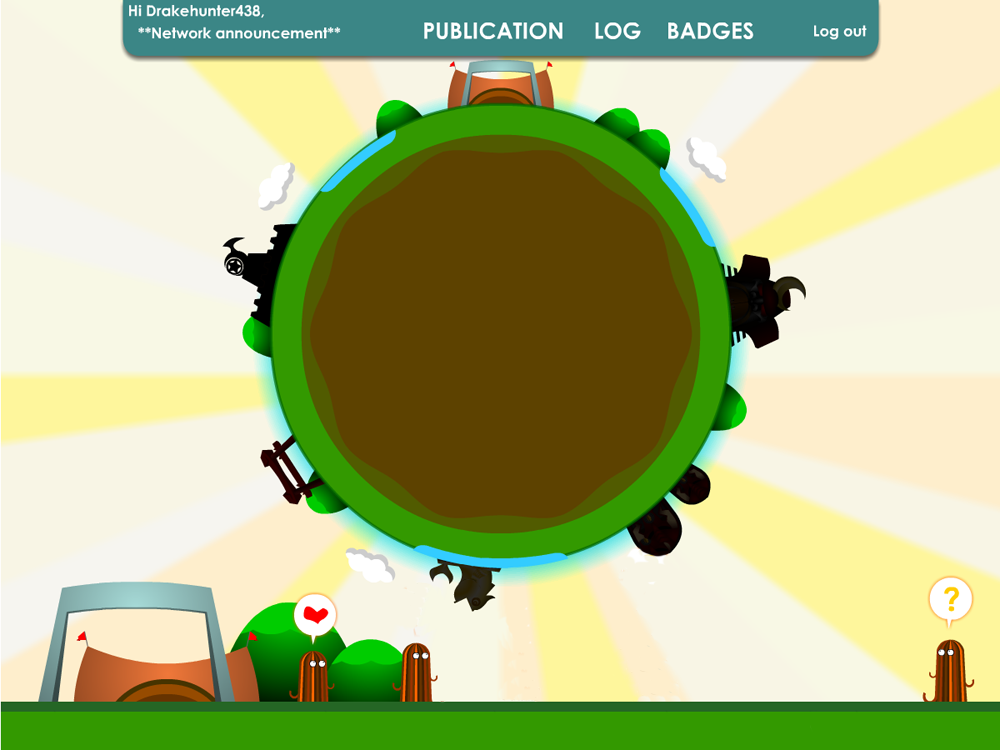 Hi Drakehunter438,
**Network announcement**
PUBLICATION LOG BADGES
Log out
?